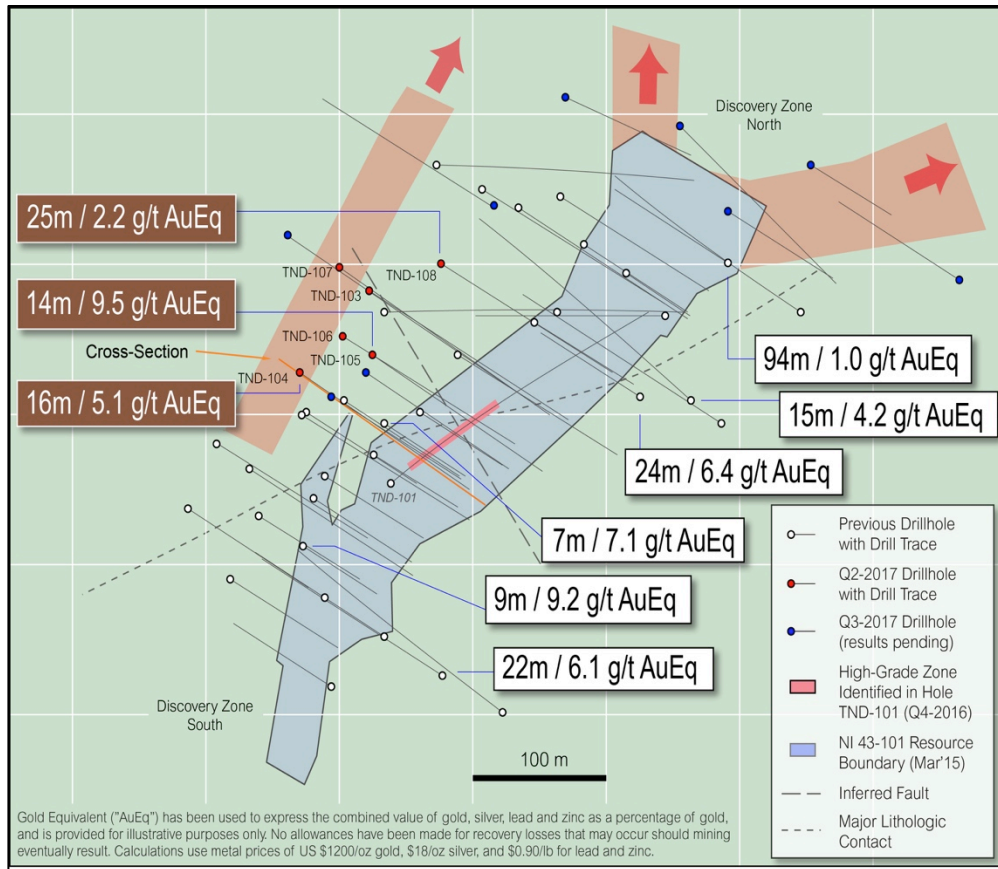 Discovery Zone
North
25m / 2.2 g/t AuEq
TND-107
TND-108
TND-103
14m / 9.5 g/t AuEq
TND-106
TND-105
Cross-Section
TND-104
94m / 1.0 g/t AuEq
16m / 5.1 g/t AuEq
15m / 4.2 g/t AuEq
24m / 6.4 g/t AuEq
TND-101
7m / 7.1 g/t AuEq
9m / 9.2 g/t AuEq
22m / 6.1 g/t AuEq
Discovery Zone
South
100 m
Previous Drillhole
with Drill Trace
Q2-2017 Drillhole
with Drill Trace
Q3-2017 Drillhole
(results pending)
High-Grade Zone
Identified in Hole
TND-101 (Q4-2016)
NI 43-101 Resource
Boundary (Mar'15)
Inferred Fault
Major Lithologic
Contact
Gold Equivalent ("AuEq") has been used to express the combined value of gold, silver, lead and zinc as a percentage of gold,
and is provided for illustrative purposes only. No allowances have been made for recovery losses that may occur should mining
eventually result. Calculations use metal prices of US $1200/oz gold, $18/oz silver, and $0.90/lb for lead and zinc.